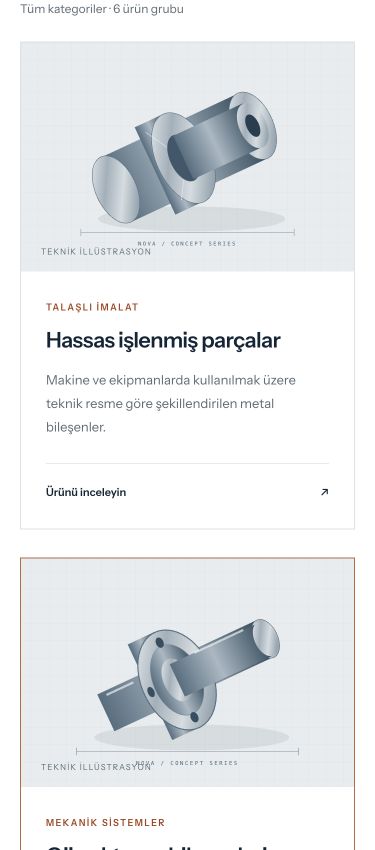 Tüm kategoriler · 6 ürün grubu
NOVA / CONCEPT SERIES
TEKNİK İLLÜSTRASYON
TALAŞLI İMALAT
Hassas işlenmiş parçalar
Makine ve ekipmanlarda kullanılmak üzere
teknik resme göre şekillendirilen metal
bileşenler.
Ürünü inceleyin ↗
NOVA / CONCEPT SERIES
TEKNİK İLLÜSTRASYON
MEKANİK SİSTEMLER